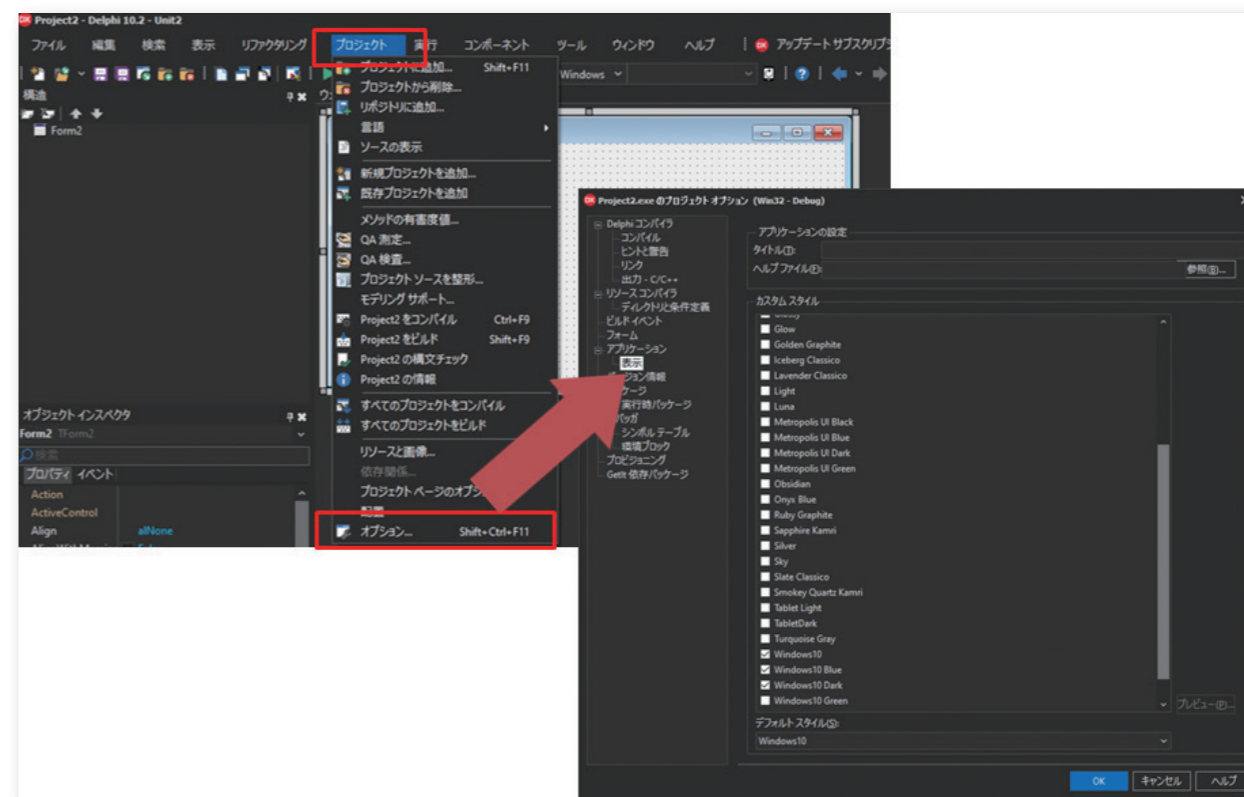 Project2 - Delphi 10.2 - Unit2
ファイル 編集 検索 表示 リファクタリング プロジェクト 実行 コンポーネント ツール ウィンドウ ヘルプ アップデート サブスクリプ
Windows
構造
Form2
プロジェクトに追加... Shift+F11
プロジェクトから削除...
リポジトリに追加...
言語
ソースの表示
新規プロジェクトを追加...
既存プロジェクトを追加
メソッドの有害度値...
QA 測定...
QA 検査...
プロジェクト ソースを整形...
モデリング サポート...
Project2 をコンパイル Ctrl+F9
Project2 をビルド Shift+F9
Project2 の構文チェック
Project2 の情報
すべてのプロジェクトをコンパイル
すべてのプロジェクトをビルド
リソースと画像...
依存関係...
プロジェクト ページのオプシ
配置
オプション... Shift+Ctrl+F11
オブジェクト インスペクタ
Form2 TForm2
検索
プロパティ イベント
Action
ActiveControl
Align alNone
Project2.exe のプロジェクト オプション (Win32 - Debug)
Delphi コンパイラ
コンパイル
ヒントと警告
リンク
出力 - C/C++
リソース コンパイラ
ディレクトリと条件定義
ビルド イベント
フォーム
アプリケーション
表示
バージョン情報
ケージ
実行時パッケージ
バッガ
シンボル テーブル
環境ブロック
プロビジョニング
GetIt 依存パッケージ
アプリケーションの設定
タイトル(T):
ヘルプ ファイル(F):
参照(B)...
カスタム スタイル
Glossy
Glow
Golden Graphite
Iceberg Classico
Lavender Classico
Light
Luna
Metropolis UI Black
Metropolis UI Blue
Metropolis UI Dark
Metropolis UI Green
Obsidian
Onyx Blue
Ruby Graphite
Sapphire Kamri
Silver
Sky
Slate Classico
Smokey Quartz Kamri
Tablet Light
TabletDark
Turquoise Gray
Windows10
Windows10 Blue
Windows10 Dark
Windows10 Green
プレビュー(P)...
デフォルト スタイル(S):
Windows10
OK キャンセル ヘルプ